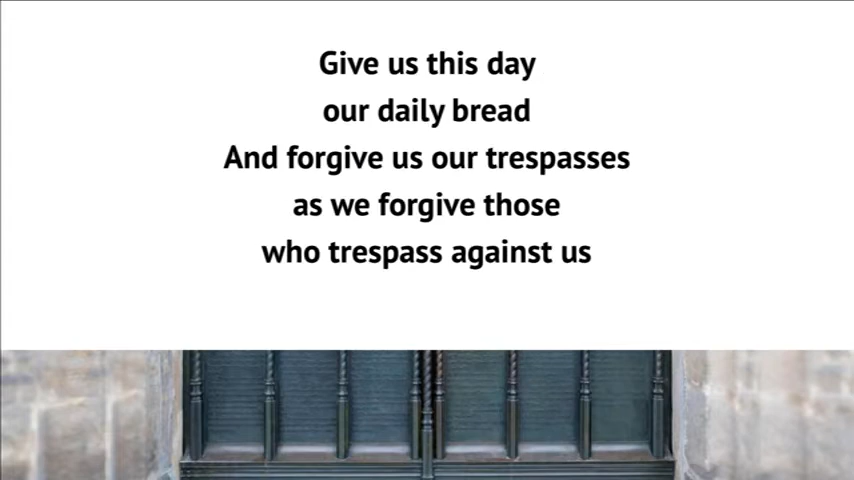 Give us this day
our daily bread
And forgive us our trespasses
as we forgive those
who trespass against us